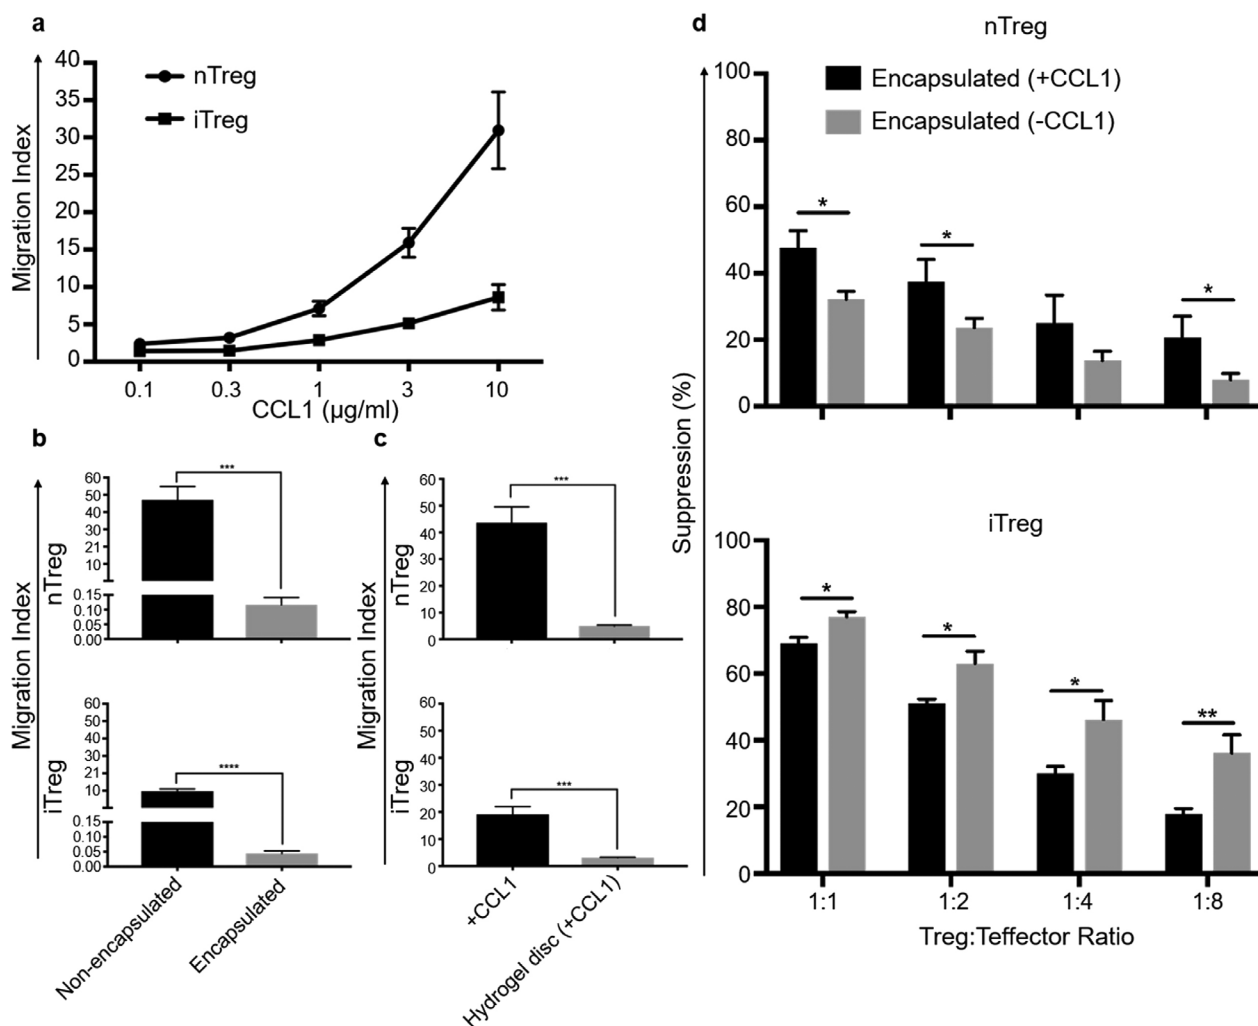 a
Migration Index
40
35
30
25
20
15
10
5
0
nTreg
iTreg
0.1 0.3 1 3 10
CCL1 (µg/ml)
b
Migration Index
nTreg
60
50
40
30
21
10
0.15
0.10
0.05
0.00
***
iTreg
60
50
40
30
21
10
0.15
0.10
0.05
0.00
****
Non-encapsulated
Encapsulated
c
Migration Index
nTreg
60
50
40
30
20
10
0
***
iTreg
60
50
40
30
20
10
0
***
+CCL1
Hydrogel disc (+CCL1)
d
Suppression (%)
nTreg
100
80
60
40
20
0
Encapsulated (+CCL1)
Encapsulated (-CCL1)
*
*
*
iTreg
100
80
60
40
20
0
*
*
*
**
1:1 1:2 1:4 1:8
Treg:Teffector Ratio